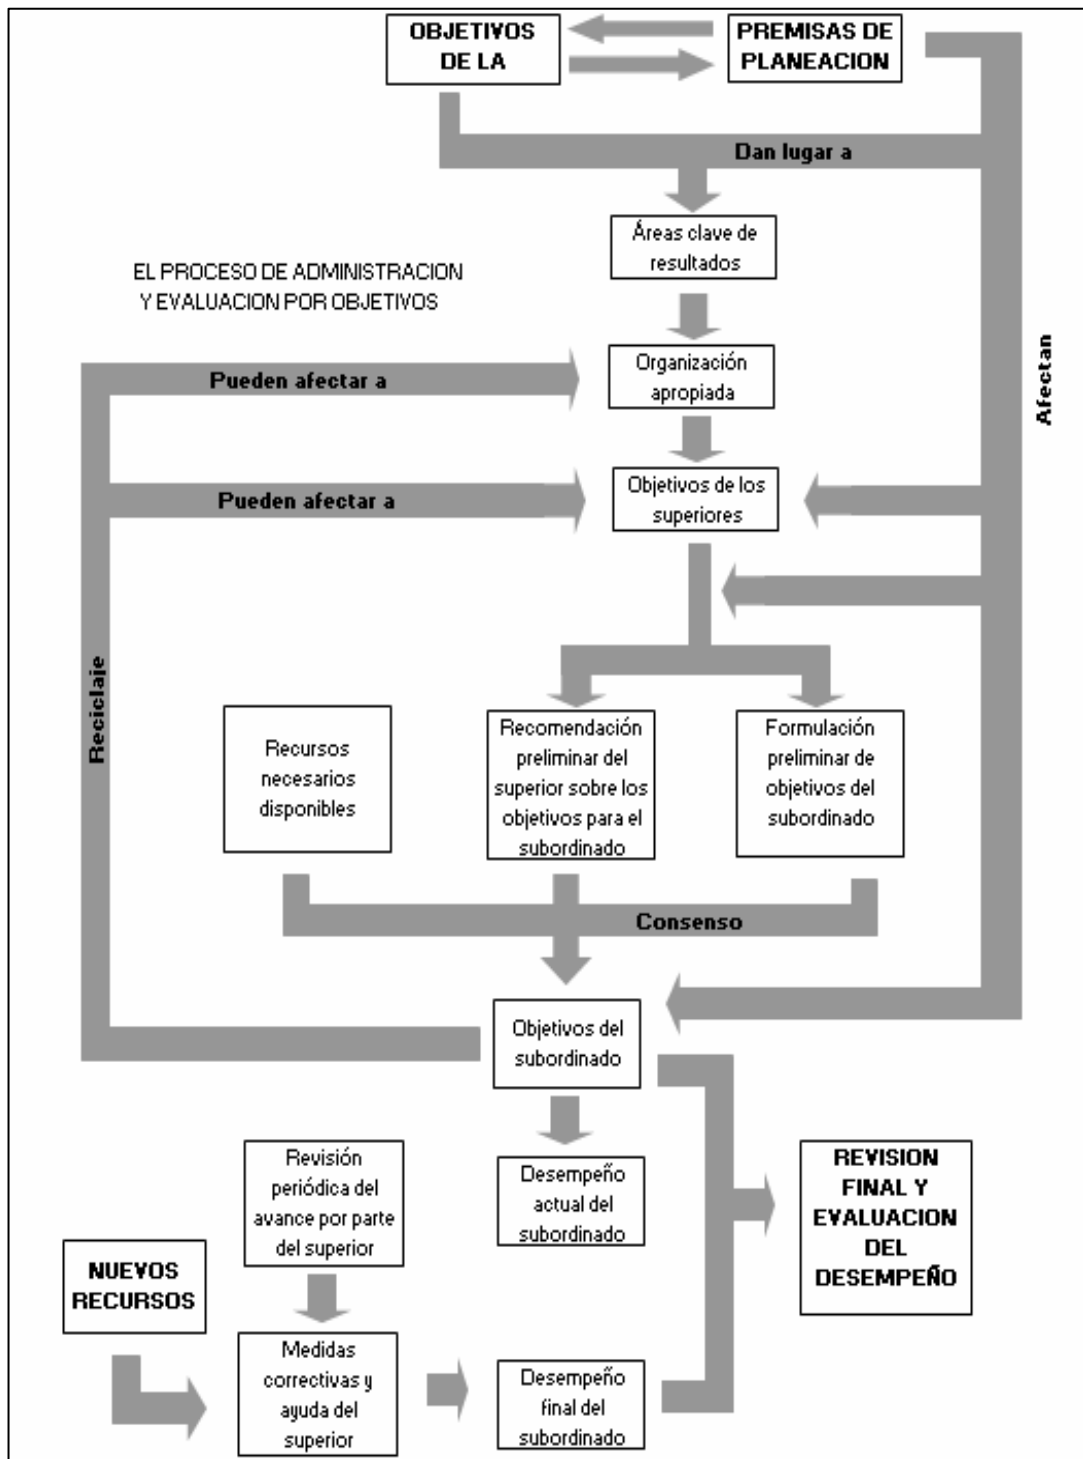 OBJETIVOS
DE LA
PREMISAS DE
PLANEACION
Dan lugar a
Áreas clave de
resultados
EL PROCESO DE ADMINISTRACION
Y EVALUACION POR OBJETIVOS
Organización
apropiada
Pueden afectar a
Afectan
Objetivos de los
superiores
Pueden afectar a
Reciclaje
Recursos
necesarios
disponibles
Recomendación
preliminar del
superior sobre los
objetivos para el
subordinado
Formulación
preliminar de
objetivos del
subordinado
Consenso
Objetivos del
subordinado
Revisión
periódica del
avance por parte
del superior
Desempeño
actual del
subordinado
REVISION
FINAL Y
EVALUACION
DEL
DESEMPEÑO
NUEVOS
RECURSOS
Medidas
correctivas y
ayuda del
superior
Desempeño
final del
subordinado